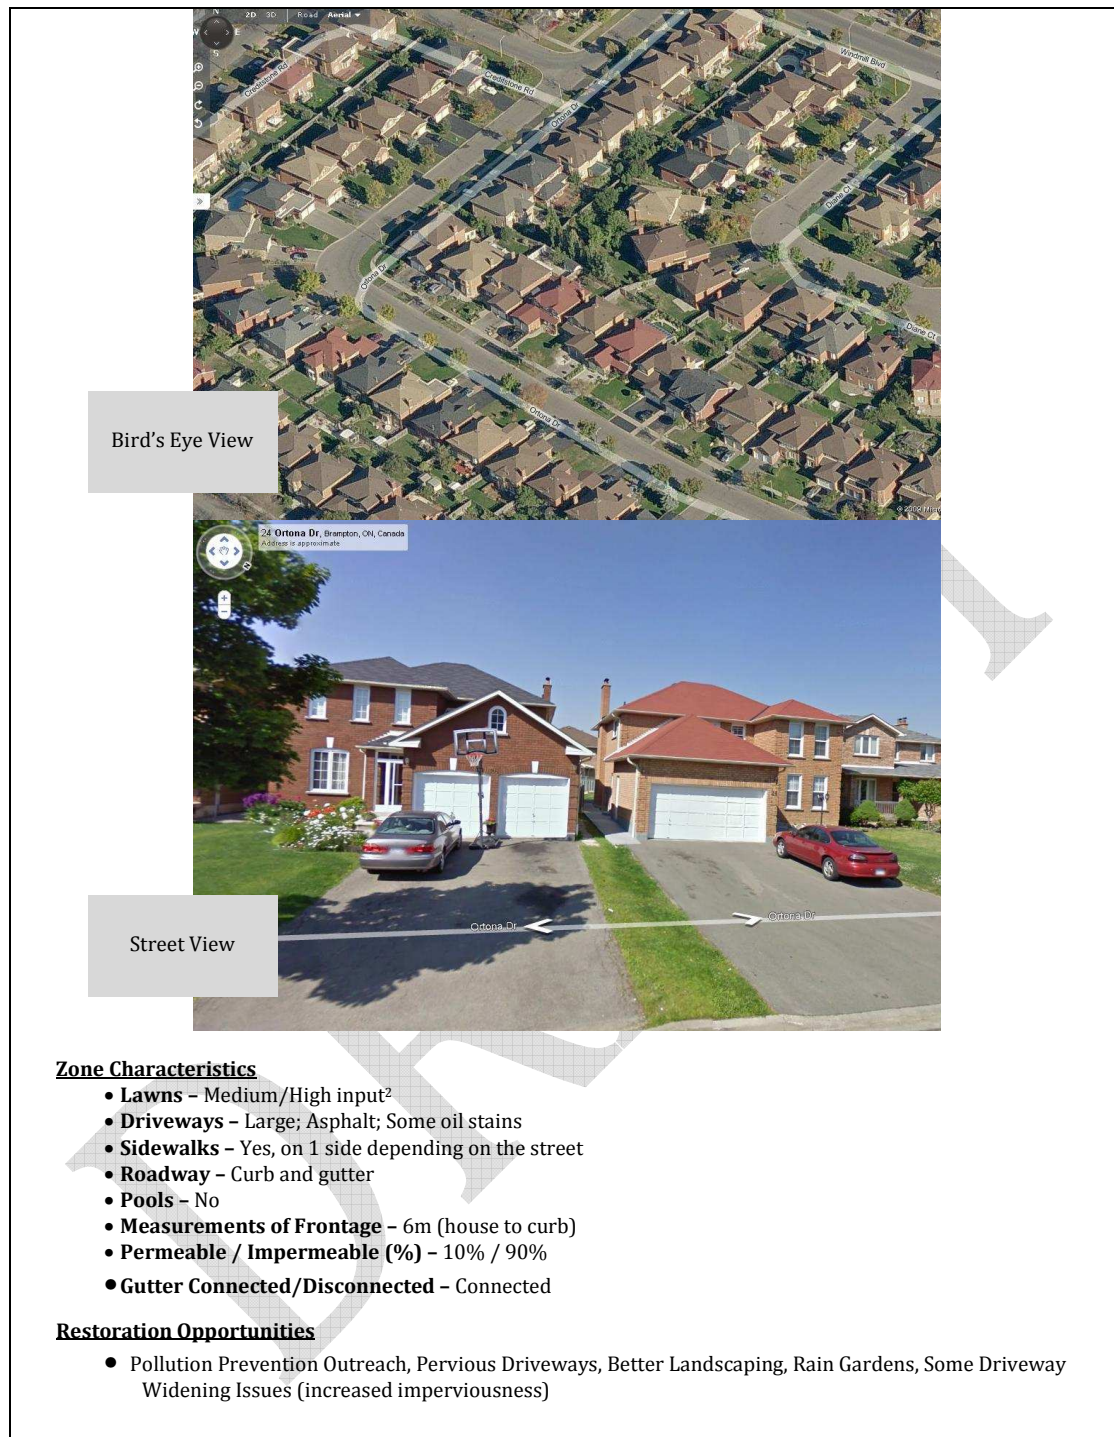 N
2D 3D Road Aerial
W E
S
Creditstone Rd
Creditstone Rd
Ortona Dr
Windmill Blvd
Diane Ct
Ortona Dr
Diane Ct
Ortona Dr
Bird's Eye View
© 2009
24 Ortona Dr, Brampton, ON, Canada
Address is approximate
Ortona Dr
Ortona Dr
Street View
DRAFT
Zone Characteristics
• Lawns – Medium/High input²
• Driveways – Large; Asphalt; Some oil stains
• Sidewalks – Yes, on 1 side depending on the street
• Roadway – Curb and gutter
• Pools – No
• Measurements of Frontage – 6m (house to curb)
• Permeable / Impermeable (%) – 10% / 90%
• Gutter Connected/Disconnected – Connected
Restoration Opportunities
• Pollution Prevention Outreach, Pervious Driveways, Better Landscaping, Rain Gardens, Some Driveway
Widening Issues (increased imperviousness)